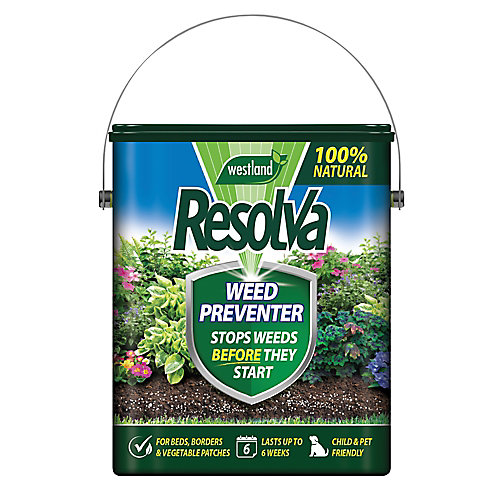 westland
100%
NATURAL
Resolva
WEED
PREVENTER
STOPS WEEDS
BEFORE THEY
START
FOR BEDS, BORDERS
& VEGETABLE PATCHES
6
LASTS UP TO
6 WEEKS
CHILD & PET
FRIENDLY